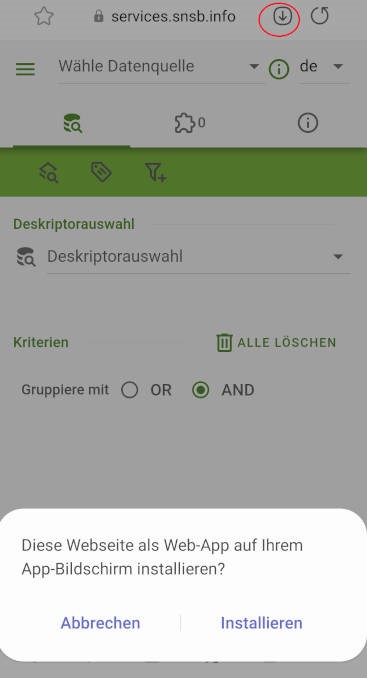 services.snsb.info
Wähle Datenquelle
de
0
Deskriptorauswahl
Deskriptorauswahl
Kriterien
ALLE LÖSCHEN
Gruppiere mit OR AND
Diese Webseite als Web-App auf Ihrem
App-Bildschirm installieren?
Abbrechen Installieren